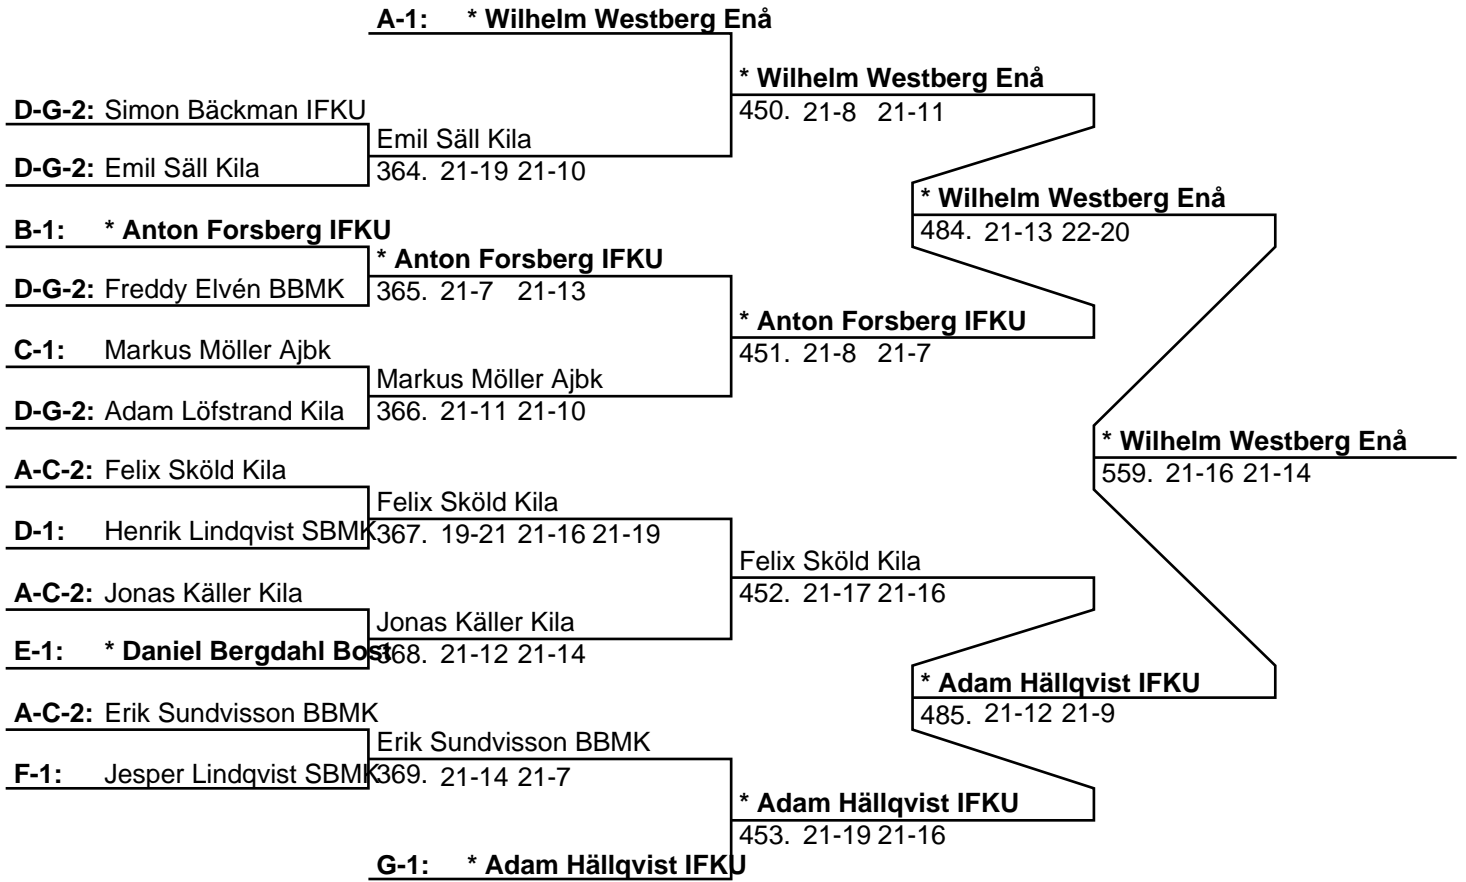 A-1: * Wilhelm Westberg Enå
* Wilhelm Westberg Enå
450. 21-8 21-11
D-G-2: Simon Bäckman IFKU
Emil Säll Kila
D-G-2: Emil Säll Kila
364. 21-19 21-10
* Wilhelm Westberg Enå
484. 21-13 22-20
B-1: * Anton Forsberg IFKU
* Anton Forsberg IFKU
D-G-2: Freddy Elvén BBMK
365. 21-7 21-13
* Anton Forsberg IFKU
451. 21-8 21-7
C-1: Markus Möller Ajbk
Markus Möller Ajbk
D-G-2: Adam Löfstrand Kila
366. 21-11 21-10
* Wilhelm Westberg Enå
559. 21-16 21-14
A-C-2: Felix Sköld Kila
Felix Sköld Kila
D-1: Henrik Lindqvist SBMK
367. 19-21 21-16 21-19
Felix Sköld Kila
452. 21-17 21-16
A-C-2: Jonas Käller Kila
Jonas Käller Kila
E-1: * Daniel Bergdahl Bost
368. 21-12 21-14
* Adam Hällqvist IFKU
485. 21-12 21-9
A-C-2: Erik Sundvisson BBMK
Erik Sundvisson BBMK
F-1: Jesper Lindqvist SBMK
369. 21-14 21-7
* Adam Hällqvist IFKU
453. 21-19 21-16
G-1: * Adam Hällqvist IFKU